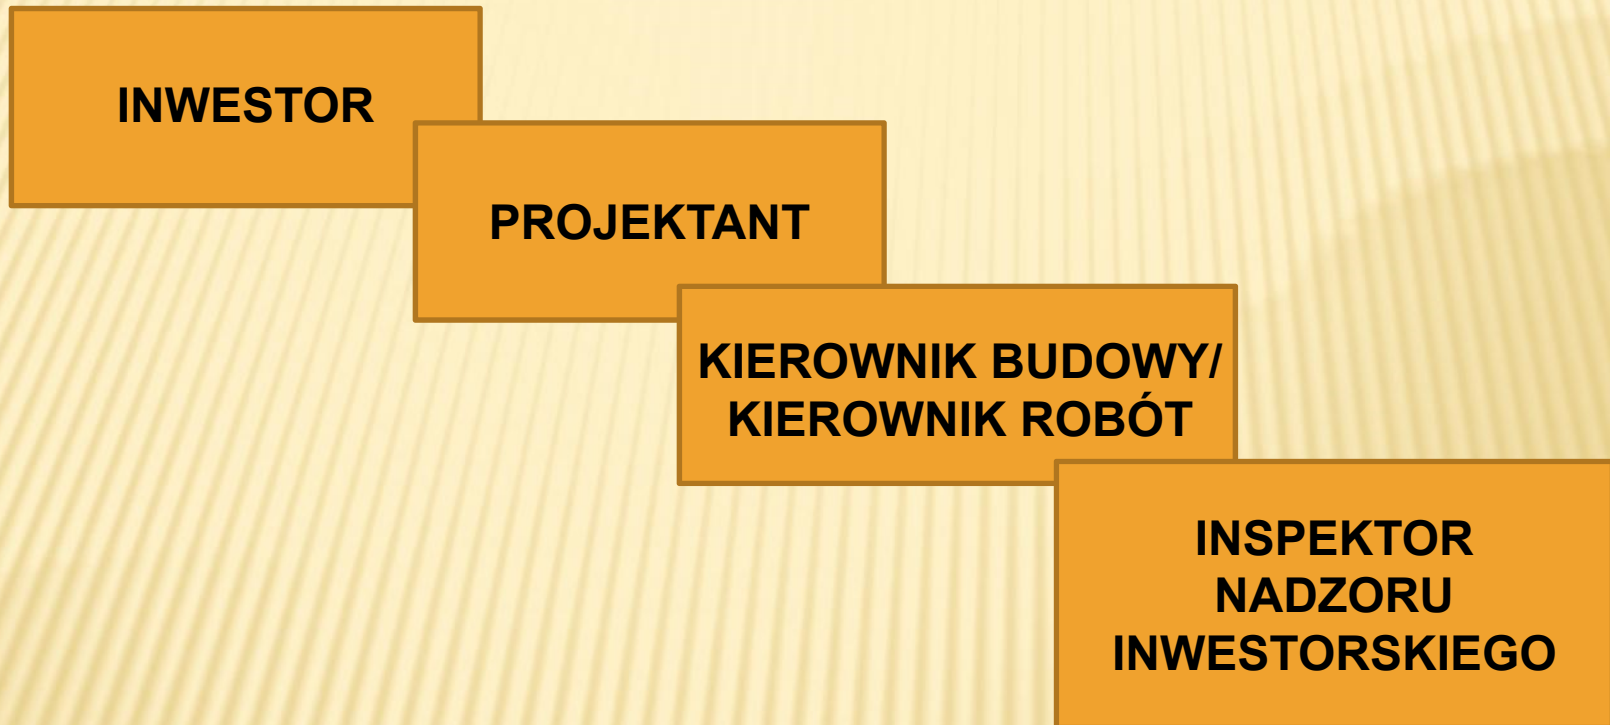 INWESTOR
PROJEKTANT
KIEROWNIK BUDOWY/
KIEROWNIK ROBÓT
INSPEKTOR
NADZORU
INWESTORSKIEGO